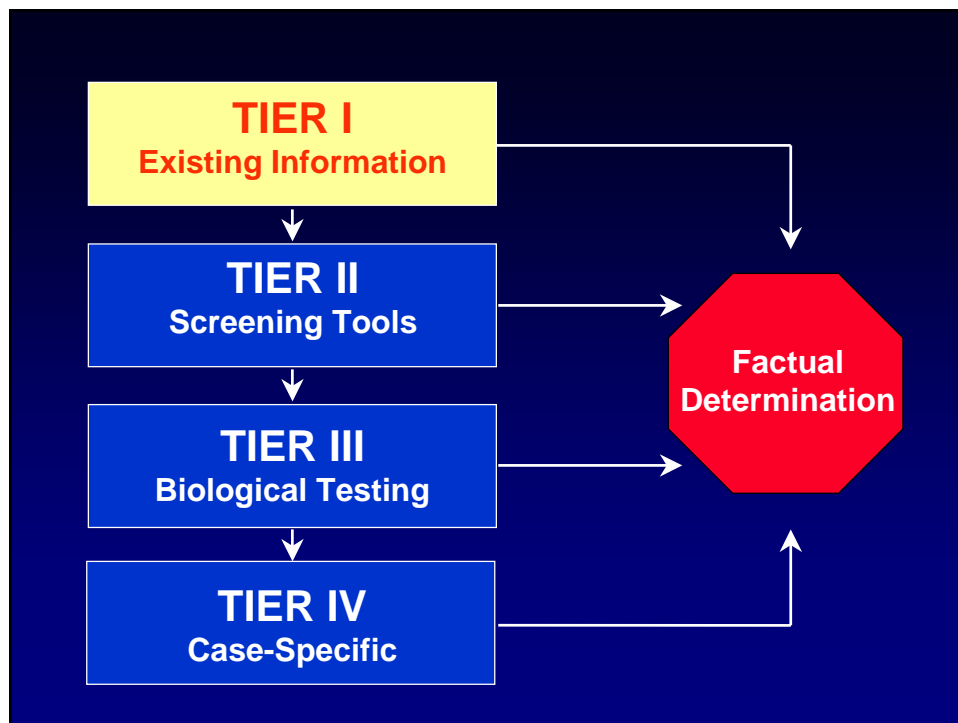 TIER I
Existing Information
TIER II
Screening Tools
TIER III
Biological Testing
TIER IV
Case-Specific
Factual
Determination